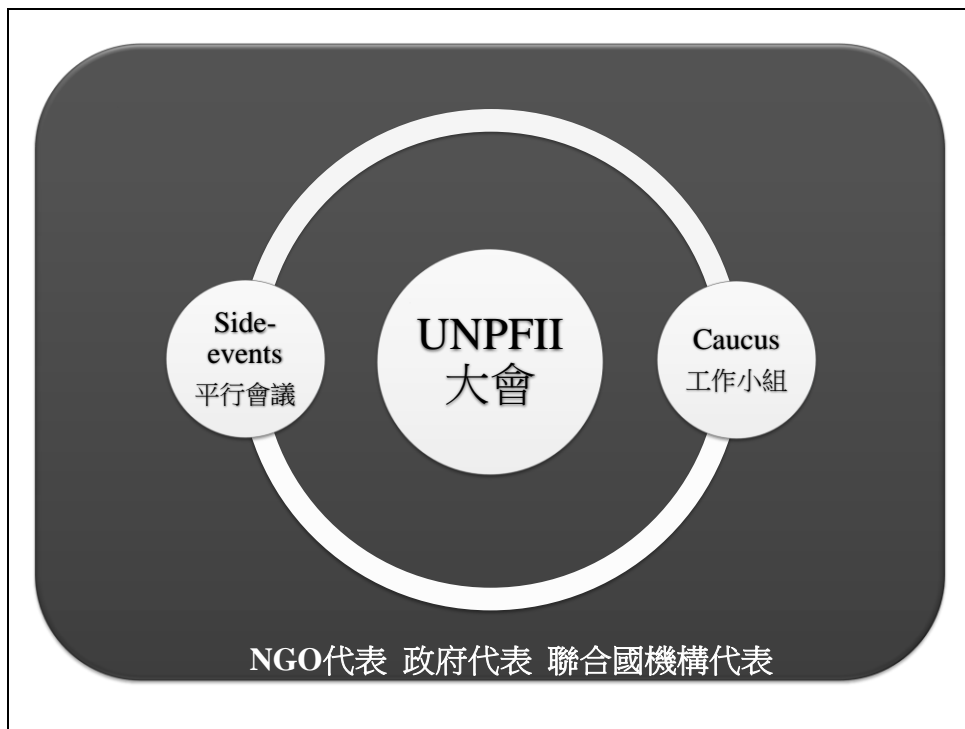 Side-
events
平行會議
UNPFII
大會
Caucus
工作小組
NGO代表 政府代表 聯合國機構代表